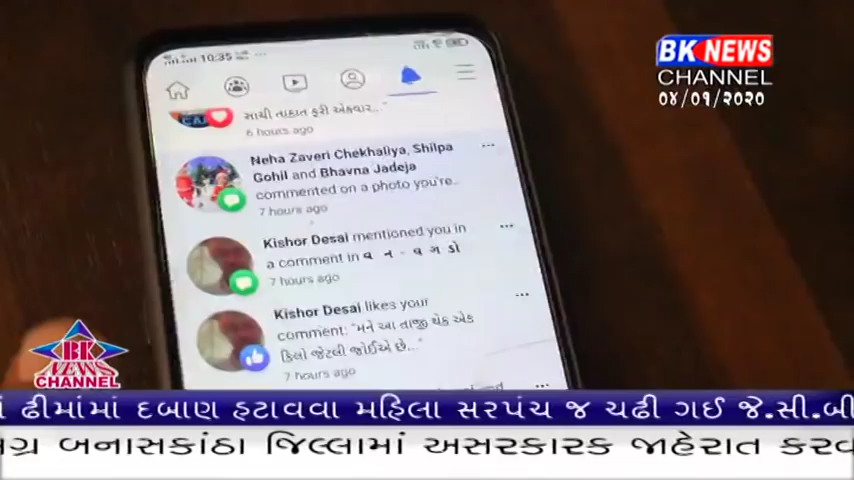 10:35
BK NEWS
CHANNEL
૦૪/૦૧/૨૦૨૦
સાચી તાકાત ફરી એકવાર..."
6 hours ago
Neha Zaveri Chekhaliya, Shilpa
Gohil and Bhavna Jadeja
commented on a photo you're..
7 hours ago
Kishor Desai mentioned you in
a comment in વ ન - વ ગ ડો
7 hours ago
Kishor Desai likes your
comment: "મને આ તાજી થેક એક
કિલો જેટલી જોઈએ છે..."
7 hours ago
BK
NEWS
CHANNEL
ઢીમાંમાં દબાણ હટાવવા મહિલા સરપંચ જ ચઢી ગઈ જે.સી.બી
બનાસકાંઠા જિલ્લામાં અસરકારક જાહેરાત કરવ